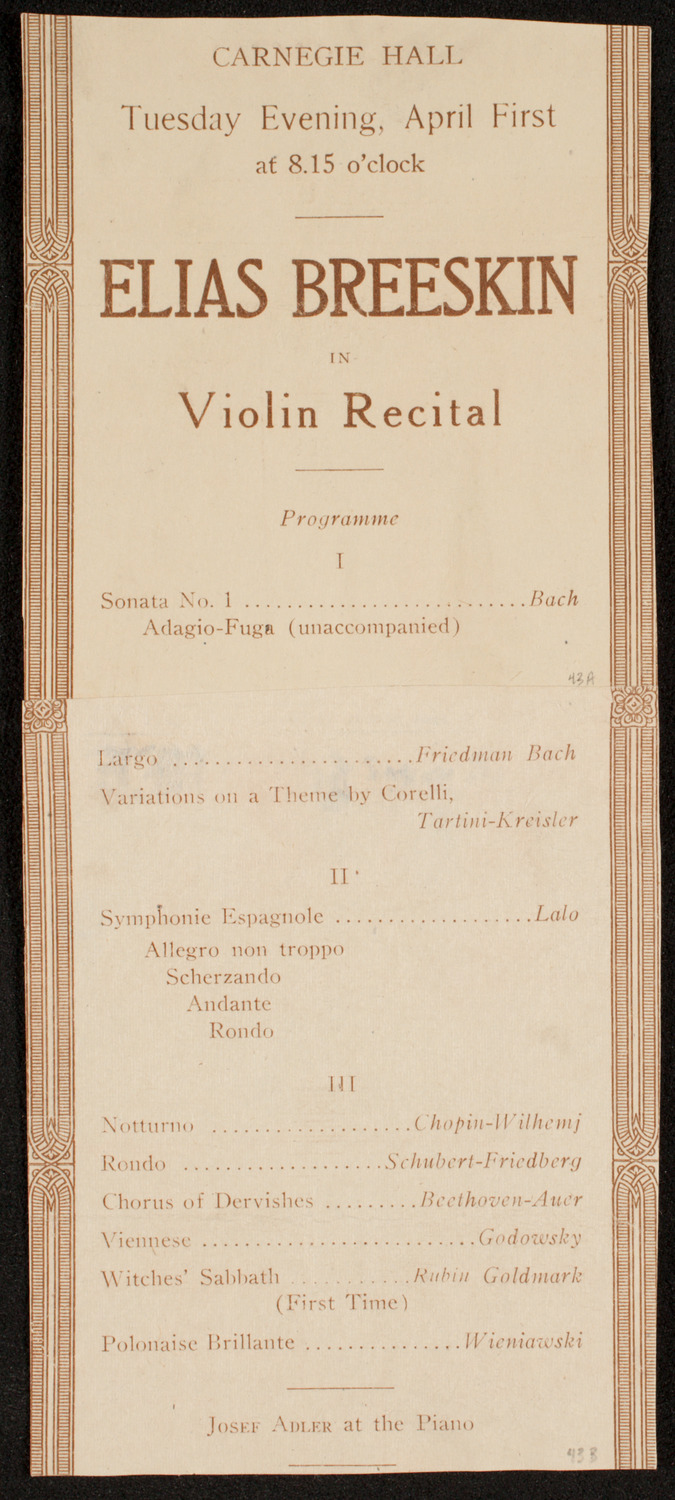 CARNEGIE HALL
Tuesday Evening, April First
at 8.15 o'clock
ELIAS BREESKIN
IN
Violin Recital
Programme
I
Sonata No. 1 ........................... Bach
Adagio-Fuga (unaccompanied)
43A
Largo ....................... Friedman Bach
Variations on a Theme by Corelli,
Tartini-Kreisler
II
Symphonie Espagnole ................... Lalo
Allegro non troppo
Scherzando
Andante
Rondo
III
Notturno ................... Chopin-Wilhemj
Rondo ................... Schubert-Friedberg
Chorus of Dervishes ......... Beethoven-Auer
Viennese .......................... Godowsky
Witches' Sabbath ........... Rubin Goldmark
(First Time)
Polonaise Brillante ............... Wieniawski
JOSEF ADLER at the Piano
43B